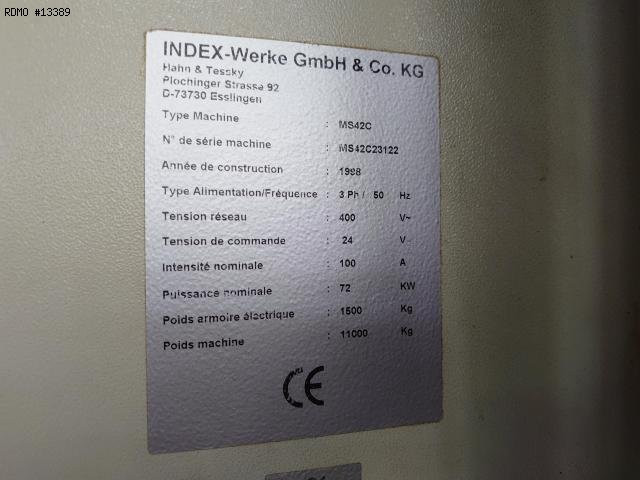 RDMO #13389
INDEX-Werke GmbH & Co. KG
Hahn & Tessky
Plochinger Strasse 92
D-73730 Esslingen
Type Machine : MS42C
N° de série machine : MS42C23122
Année de construction : 1998
Type Alimentation/Fréquence : 3 Ph / 50 Hz
Tension réseau : 400 V~
Tension de commande : 24 V
Intensité nominale : 100 A
Puissance nominale : 72 KW
Poids armoire électrique : 1500 Kg
Poids machine : 11000 Kg
CE